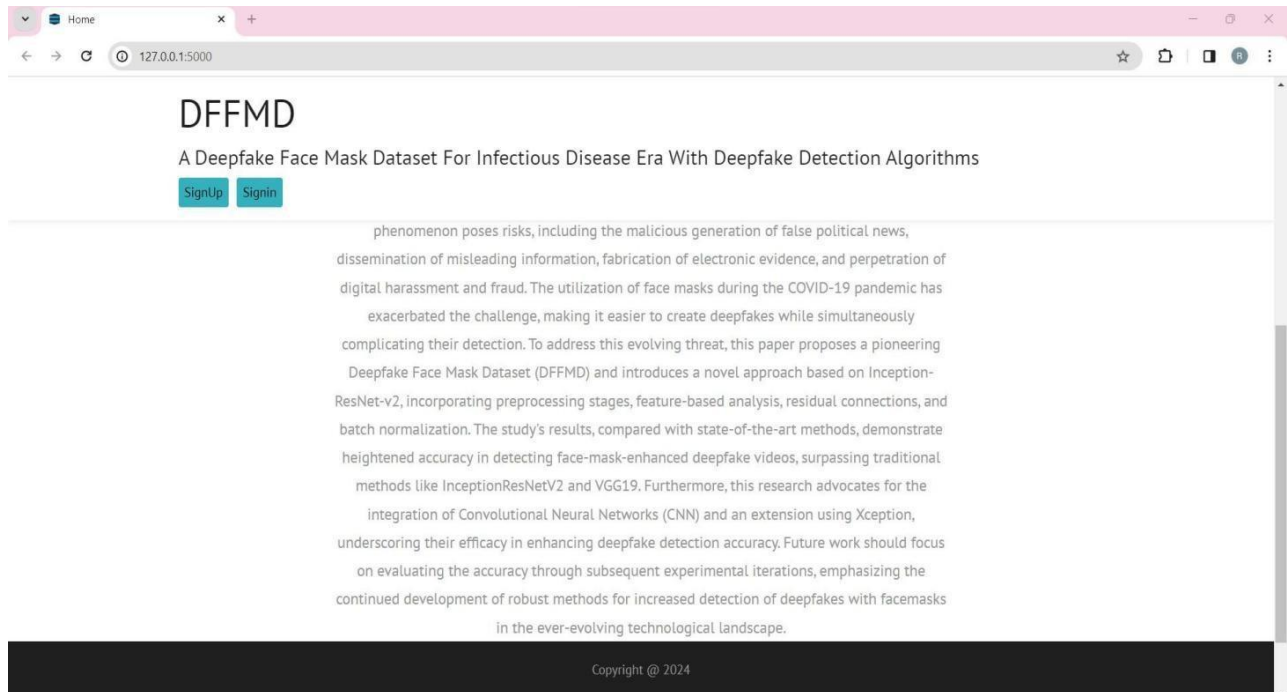 Home
127.0.0.1:5000
R
DFFMD
A Deepfake Face Mask Dataset For Infectious Disease Era With Deepfake Detection Algorithms
SignUp Signin
phenomenon poses risks, including the malicious generation of false political news,
dissemination of misleading information, fabrication of electronic evidence, and perpetration of
digital harassment and fraud. The utilization of face masks during the COVID-19 pandemic has
exacerbated the challenge, making it easier to create deepfakes while simultaneously
complicating their detection. To address this evolving threat, this paper proposes a pioneering
Deepfake Face Mask Dataset (DFFMD) and introduces a novel approach based on Inception-
ResNet-v2, incorporating preprocessing stages, feature-based analysis, residual connections, and
batch normalization. The study's results, compared with state-of-the-art methods, demonstrate
heightened accuracy in detecting face-mask-enhanced deepfake videos, surpassing traditional
methods like InceptionResNetV2 and VGG19. Furthermore, this research advocates for the
integration of Convolutional Neural Networks (CNN) and an extension using Xception,
underscoring their efficacy in enhancing deepfake detection accuracy. Future work should focus
on evaluating the accuracy through subsequent experimental iterations, emphasizing the
continued development of robust methods for increased detection of deepfakes with facemasks
in the ever-evolving technological landscape.
Copyright @ 2024